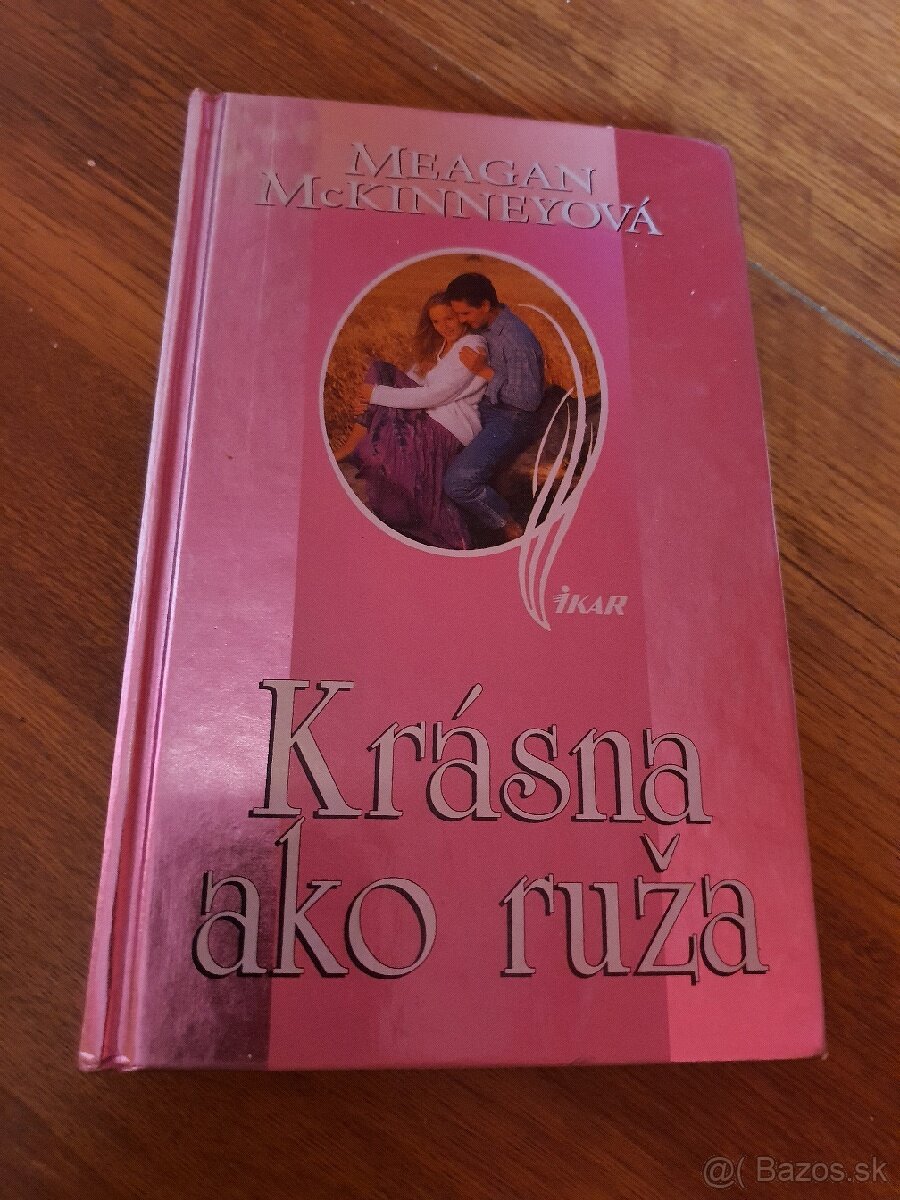 MEAGAN
McKINNEYOVÁ
iKAR
Krásna
ako ruža
@( Bazos.sk